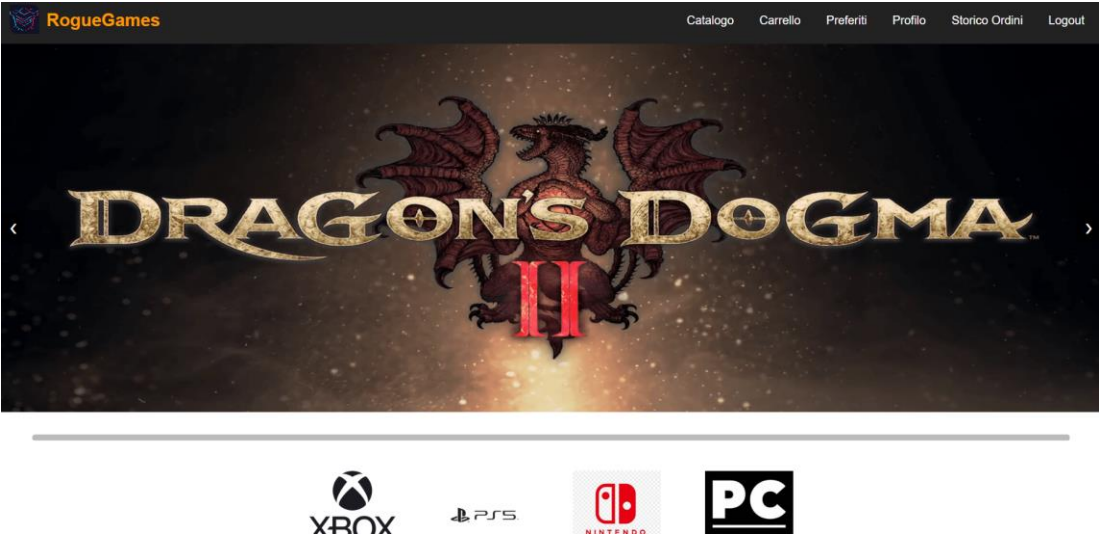 RogueGames
Catalogo Carrello Preferiti Profilo Storico Ordini Logout
DRAGON'S DOGMA
II
XBOX PS5 NINTENDO PC